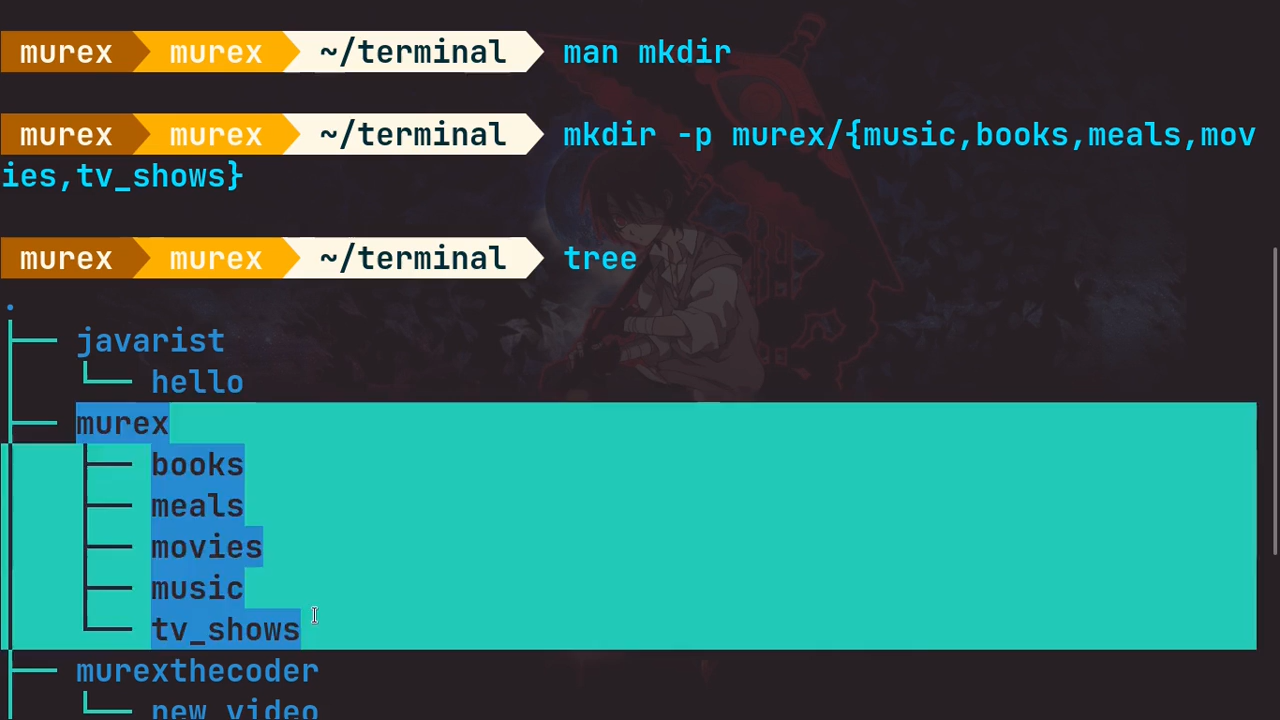 murex murex ~/terminal man mkdir
murex murex ~/terminal mkdir -p murex/{music,books,meals,mov
ies,tv_shows}
murex murex ~/terminal tree
.
├── javarist
│   └── hello
├── murex
│   ├── books
│   ├── meals
│   ├── movies
│   ├── music
│   └── tv_shows
├── murexthecoder
│   └── new_video